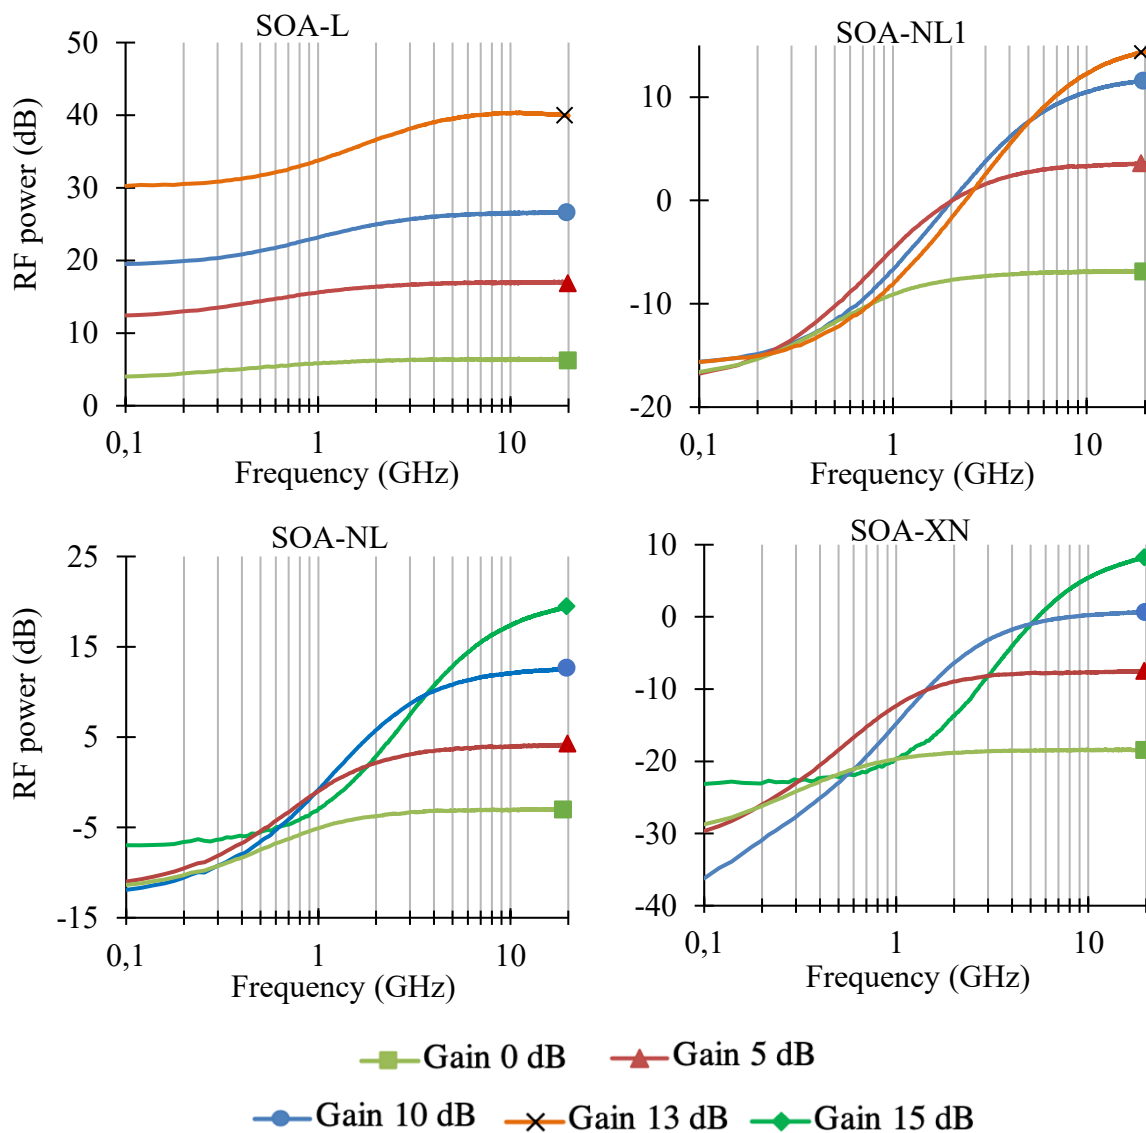 SOA-L
50
40
30
20
10
0
RF power (dB)
0,1 1 10
Frequency (GHz)
SOA-NL1
10
0
-10
-20
0,1 1 10
Frequency (GHz)
SOA-NL
25
15
5
-5
-15
RF power (dB)
0,1 1 10
Frequency (GHz)
SOA-XN
10
0
-10
-20
-30
-40
0,1 1 10
Frequency (GHz)
Gain 0 dB Gain 5 dB
Gain 10 dB Gain 13 dB Gain 15 dB